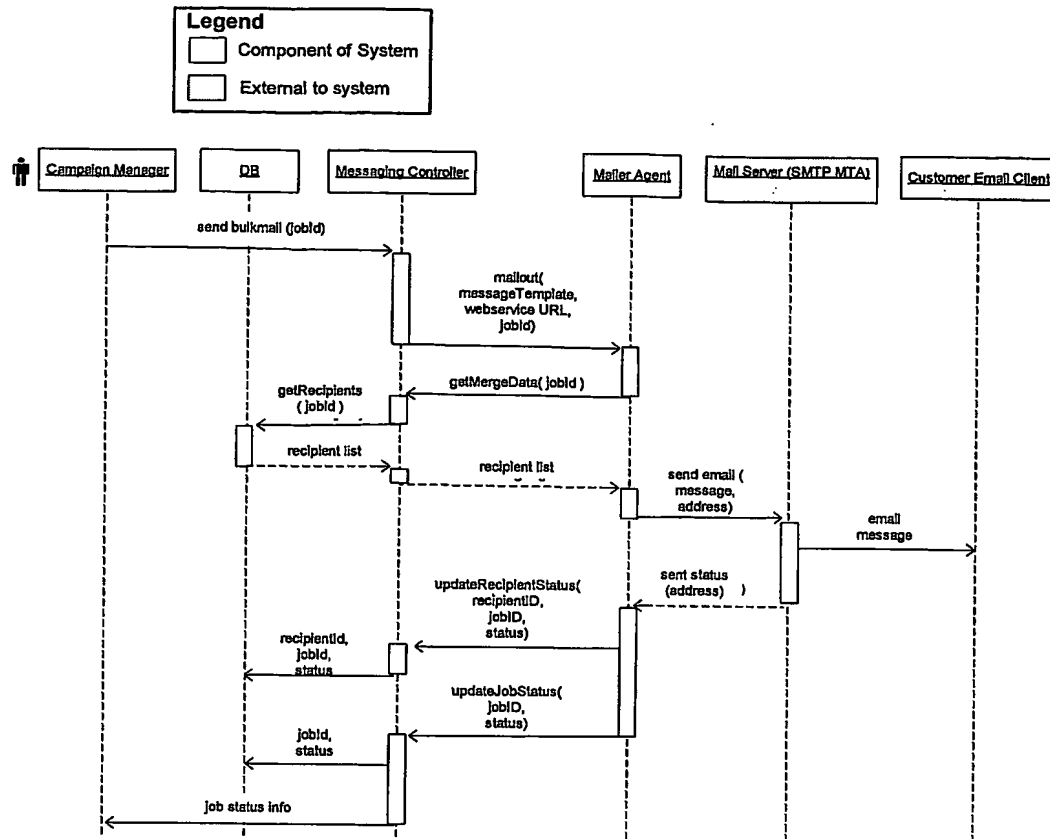 Legend
Component of System
External to system
Campaign Manager
DB
Messaging Controller
Mailer Agent
Mail Server (SMTP MTA)
Customer Email Client
send bulkmail (jobId)
mailout(
messageTemplate,
webservice URL,
jobId)
getMergeData( jobId )
getRecipients
( jobId )
recipient list
recipient list
send email (
message,
address)
email
message
sent status
(address) )
updateRecipientStatus(
recipientID,
jobID,
status)
recipientId,
jobId,
status
updateJobStatus(
jobID,
status)
jobId,
status
job status info